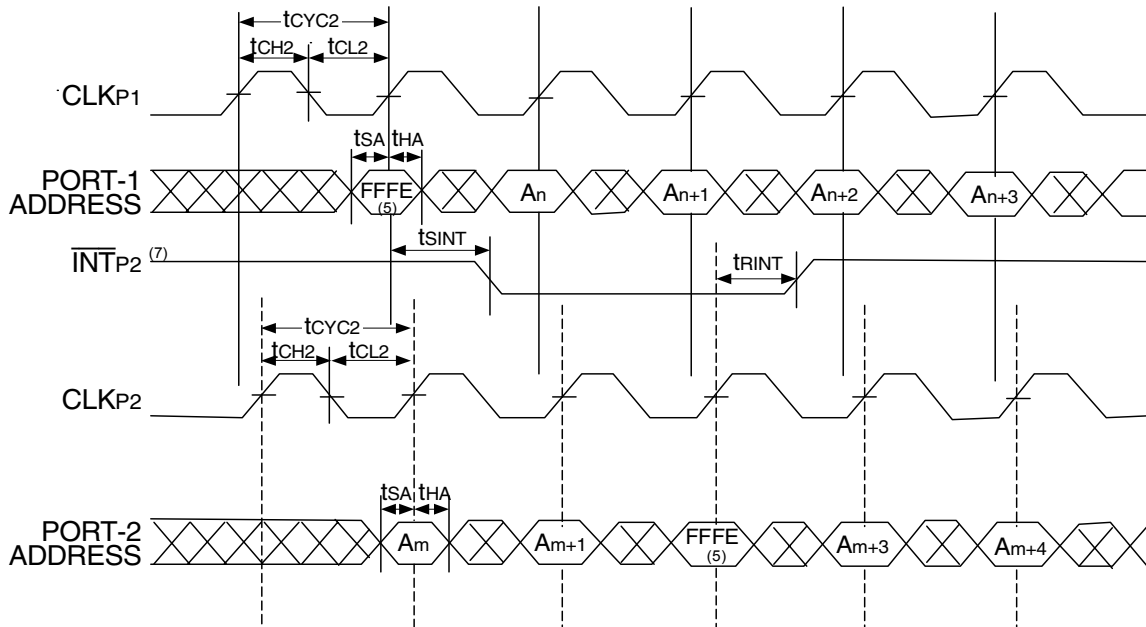 tCYC2
tCH2 tCL2
CLKP1
tSA tHA
PORT-1
ADDRESS
FFFE
(5)
An An+1 An+2 An+3
tSINT
INTP2 (7)
tRINT
tCYC2
tCH2 tCL2
CLKP2
tSA tHA
PORT-2
ADDRESS
Am Am+1 FFFE
(5)
Am+3 Am+4